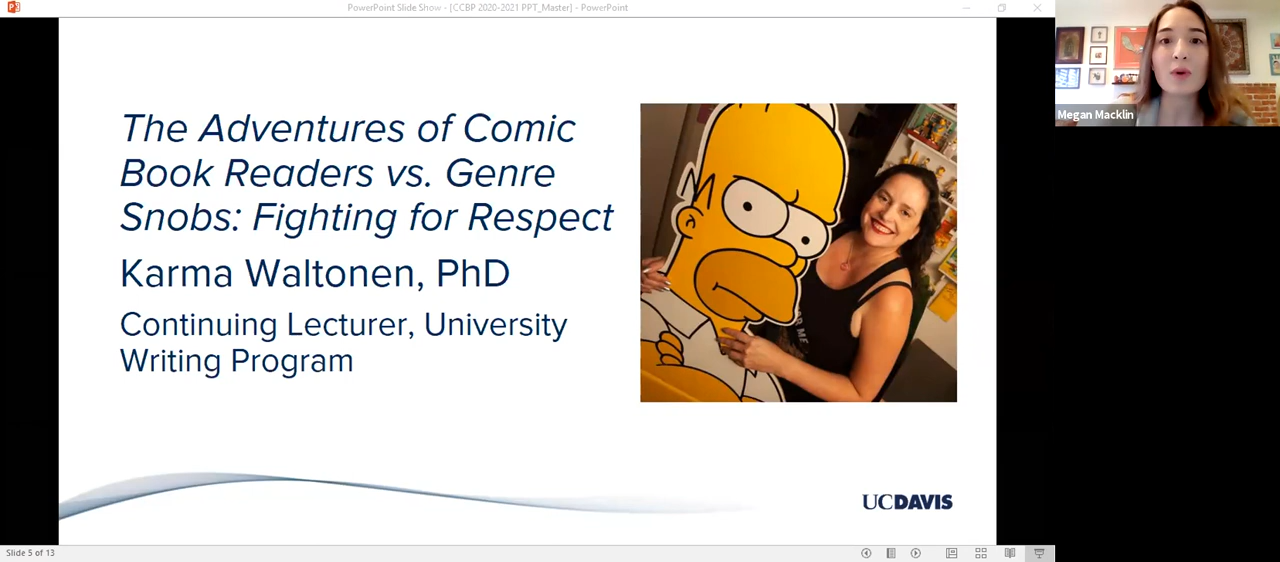 PowerPoint Slide Show - [CCBP 2020-2021 PPT_Master] - PowerPoint
The Adventures of Comic
Book Readers vs. Genre
Snobs: Fighting for Respect
Karma Waltonen, PhD
Continuing Lecturer, University
Writing Program
UCDAVIS
Slide 5 of 13
Megan Macklin